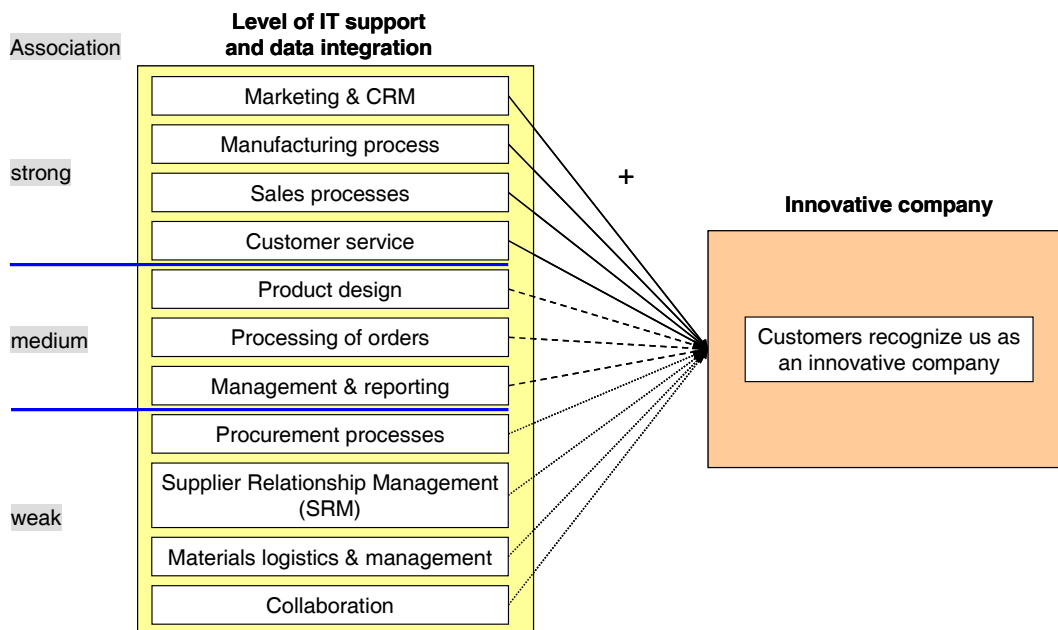 Level of IT support
and data integration
Association
Marketing & CRM
Manufacturing process
strong
Sales processes
Customer service
+
Innovative company
Product design
medium
Processing of orders
Management & reporting
Customers recognize us as
an innovative company
Procurement processes
Supplier Relationship Management
(SRM)
weak
Materials logistics & management
Collaboration